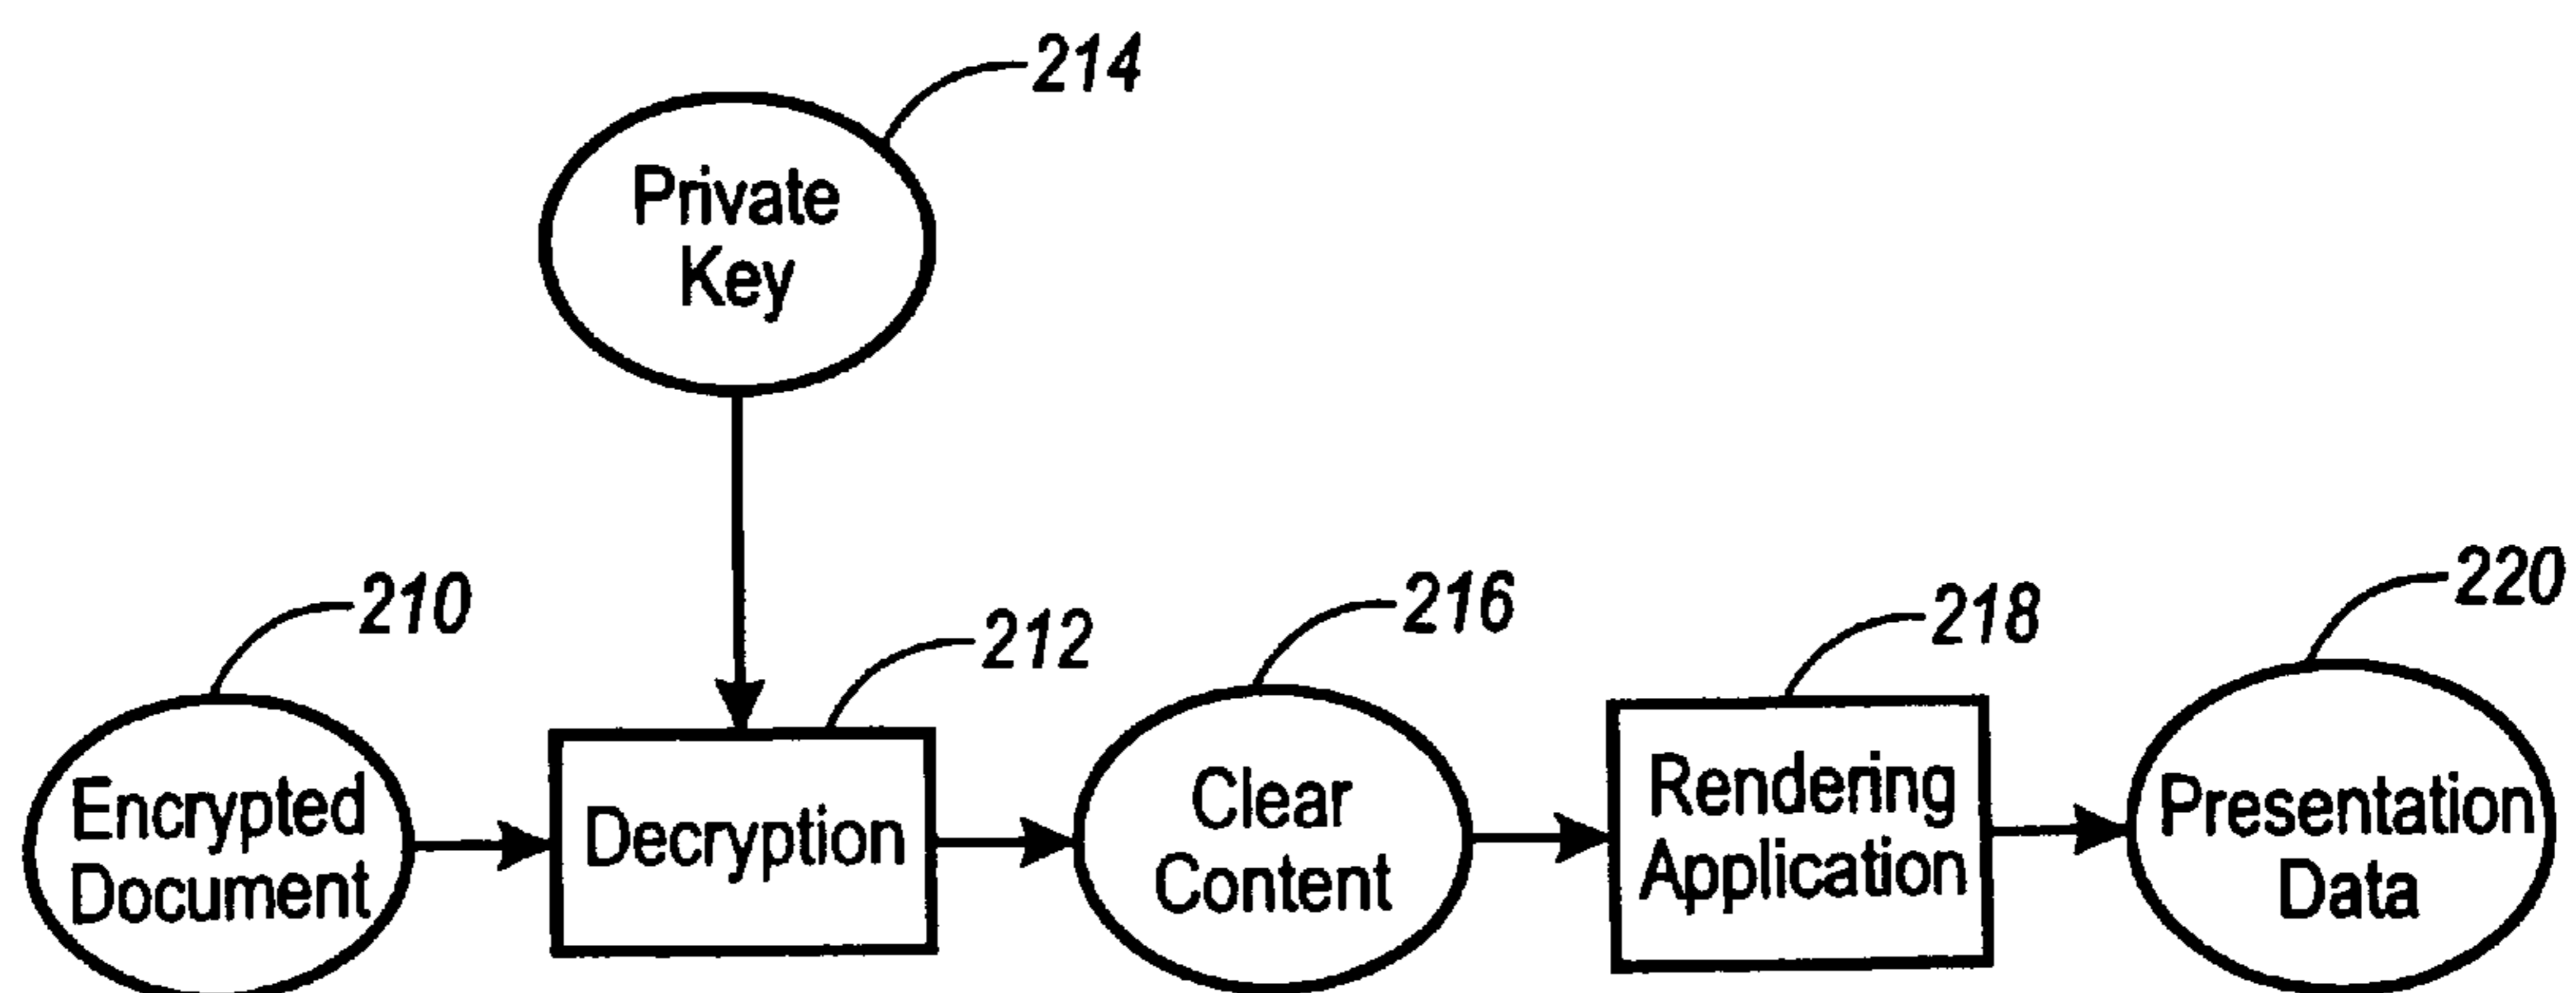 214
Private
Key
210
212
216
218
220
Encrypted
Document
Decryption
Clear
Content
Rendering
Application
Presentation
Data